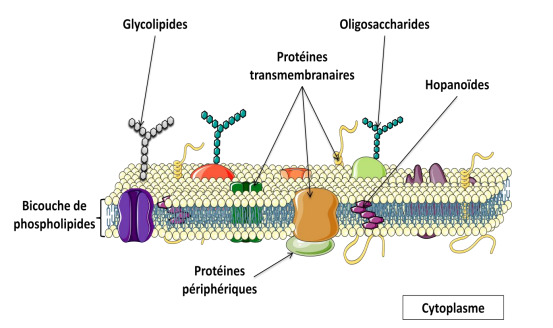 Glycolipides
Oligosaccharides
Protéines
transmembranaires
Hopanoïdes
Bicouche de
phospholipides
Protéines
périphériques
Cytoplasme